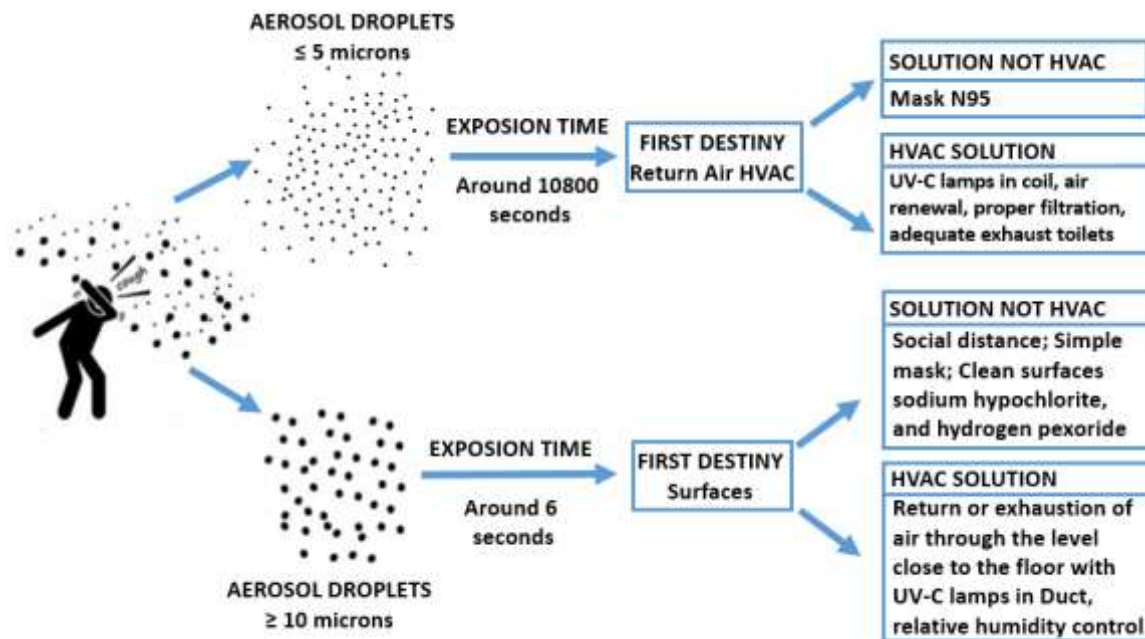 AEROSOL DROPLETS
≤ 5 microns
EXPOSION TIME
Around 10800
seconds
FIRST DESTINY
Return Air HVAC
SOLUTION NOT HVAC
Mask N95
HVAC SOLUTION
UV-C lamps in coil, air
renewal, proper filtration,
adequate exhaust toilets
cough
AEROSOL DROPLETS
≥ 10 microns
EXPOSION TIME
Around 6
seconds
FIRST DESTINY
Surfaces
SOLUTION NOT HVAC
Social distance; Simple
mask; Clean surfaces
sodium hypochlorite,
and hydrogen pexoride
HVAC SOLUTION
Return or exhaustion of
air through the level
close to the floor with
UV-C lamps in Duct,
relative humidity control